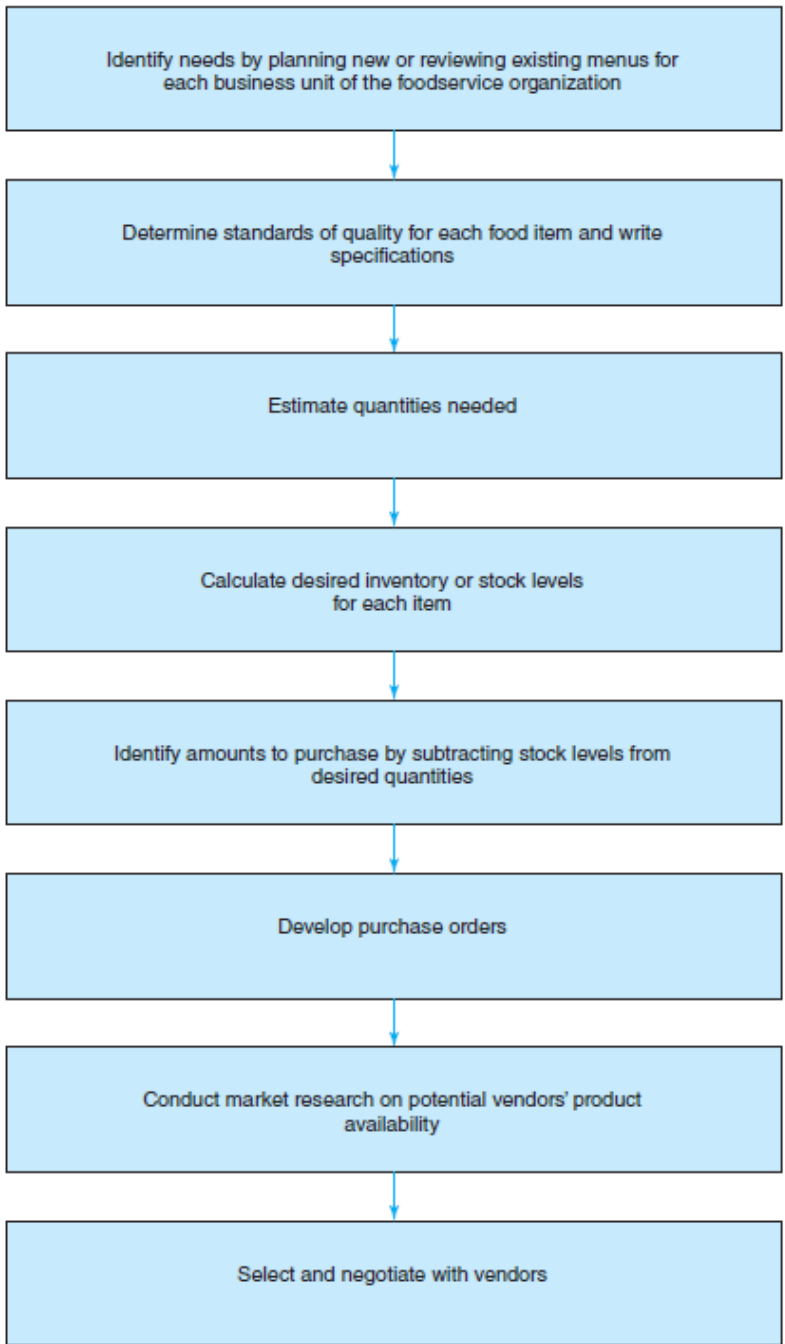 Identify needs by planning new or reviewing existing menus for
each business unit of the foodservice organization
Determine standards of quality for each food item and write
specifications
Estimate quantities needed
Calculate desired inventory or stock levels
for each item
Identify amounts to purchase by subtracting stock levels from
desired quantities
Develop purchase orders
Conduct market research on potential vendors' product
availability
Select and negotiate with vendors